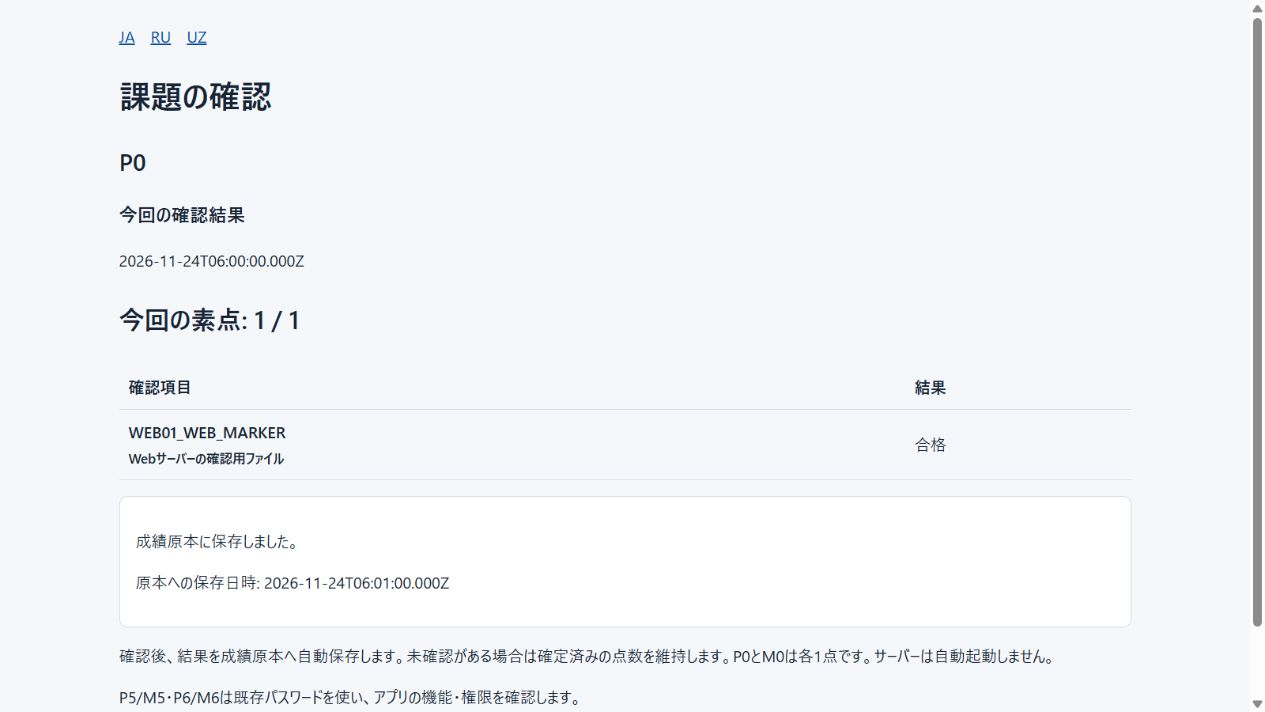 JA RU UZ
課題の確認
P0
今回の確認結果
2026-11-24T06:00:00.000Z
今回の素点: 1 / 1
確認項目 結果
WEB01_WEB_MARKER
Webサーバーの確認用ファイル
合格
成績原本に保存しました。
原本への保存日時: 2026-11-24T06:01:00.000Z
確認後、結果を成績原本へ自動保存します。未確認がある場合は確定済みの点数を維持します。P0とM0は各1点です。サーバーは自動起動しません。
P5/M5・P6/M6は既存パスワードを使い、アプリの機能・権限を確認します。